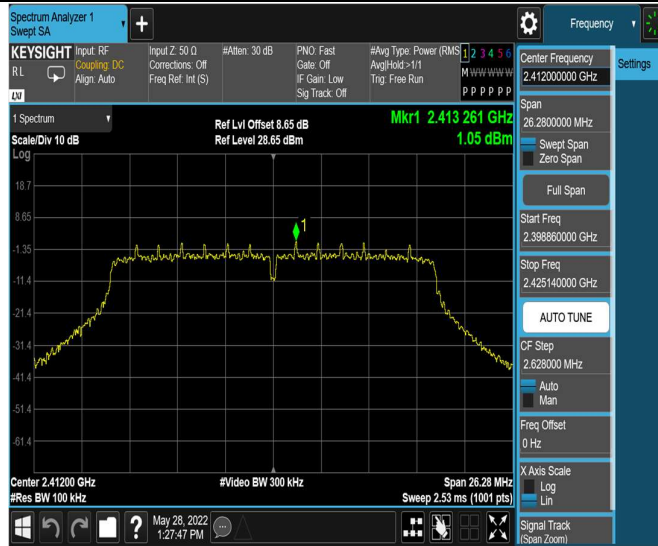 Spectrum Analyzer 1
Swept SA
Frequency
KEYSIGHT
RL
LXI
Input: RF
Coupling: DC
Align: Auto
Input Z: 50 Ω
Corrections: Off
Freq Ref: Int (S)
#Atten: 30 dB
PNO: Fast
Gate: Off
IF Gain: Low
Sig Track: Off
#Avg Type: Power (RMS
Avg|Hold:>1/1
Trig: Free Run
1 2 3 4 5 6
M W W W W W
P P P P P P
1 Spectrum
Scale/Div 10 dB
Log
Ref Lvl Offset 8.65 dB
Ref Level 28.65 dBm
Mkr1 2.413 261 GHz
1.05 dBm
18.7
8.65
-1.35
-11.4
-21.4
-31.4
-41.4
-51.4
-61.4
1
Center 2.41200 GHz
#Res BW 100 kHz
#Video BW 300 kHz
Span 26.28 MHz
Sweep 2.53 ms (1001 pts)
May 28, 2022
1:27:47 PM
Center Frequency
2.412000000 GHz
Span
26.2800000 MHz
Swept Span
Zero Span
Full Span
Start Freq
2.398860000 GHz
Stop Freq
2.425140000 GHz
AUTO TUNE
CF Step
2.628000 MHz
Auto
Man
Freq Offset
0 Hz
X Axis Scale
Log
Lin
Signal Track
(Span Zoom)
Settings